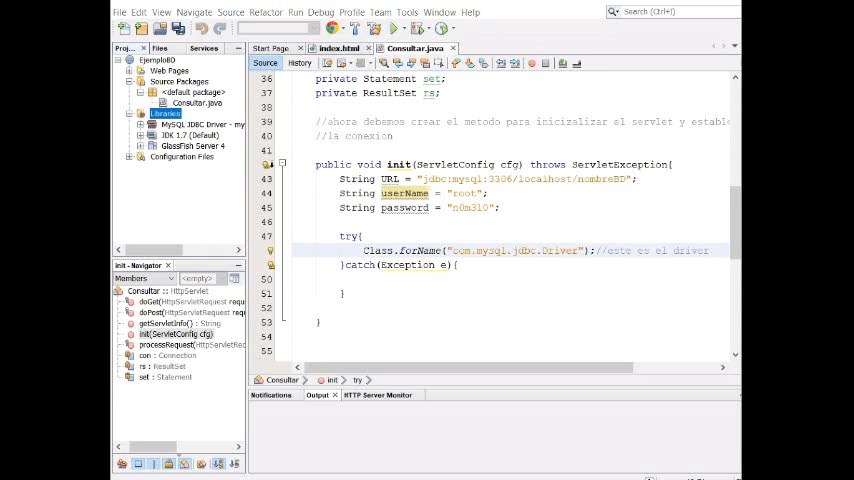 File Edit View Navigate Source Refactor Run Debug Profile Team Tools Window Help
Search (Ctrl+I)
Proj...
Files
Services
EjemploBD
Web Pages
Source Packages
<default package>
Consultar.java
Libraries
MySQL JDBC Driver - my
JDK 1.7 (Default)
GlassFish Server 4
Configuration Files
init - Navigator
Members
<empty>
Consultar :: HttpServlet
doGet(HttpServletRequest requ
doPost(HttpServletRequest requ
getServletInfo() : String
init(ServletConfig cfg)
processRequest(HttpServletReq
con : Connection
rs : ResultSet
set : Statement
Start Page
index.html
Consultar.java
Source
History
36 private Statement set;
37 private ResultSet rs;
38
39 //ahora debemos crear el metodo para inicizalizar el servlet y estable
40 //la conexion
41
public void init(ServletConfig cfg) throws ServletException{
43 String URL = "jdbc:mysql:3306/localhost/nombreBD";
44 String userName = "root";
45 String password = "n0m310";
46
47 try{
Class.forName("com.mysql.jdbc.Driver");//este es el driver
}catch(Exception e){
50
51 }
52
53 }
54
55
Consultar
init
try
Notifications
Output
HTTP Server Monitor